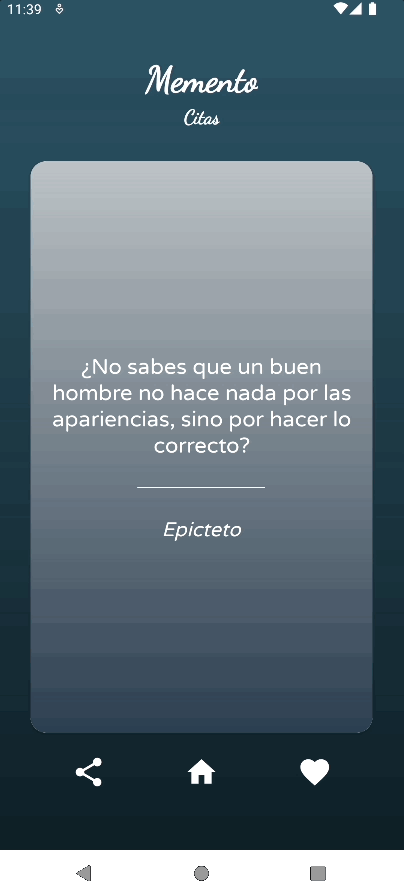 11:39
Memento
Citas
¿No sabes que un buen
hombre no hace nada por las
apariencias, sino por hacer lo
correcto?
Epicteto